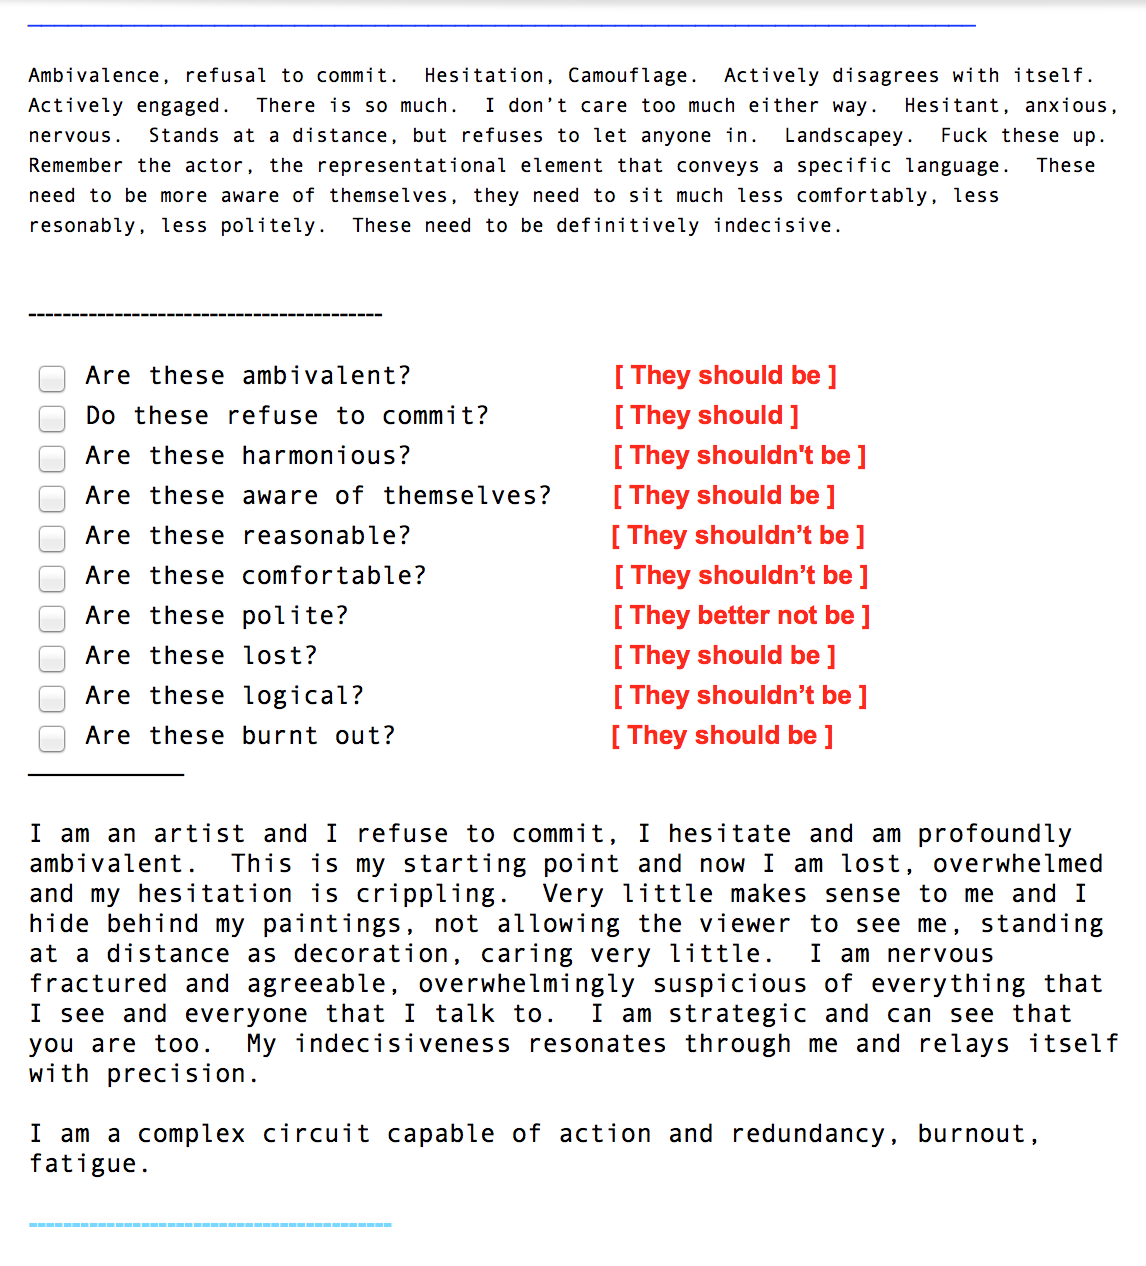 Ambivalence, refusal to commit.  Hesitation, Camouflage.  Actively disagrees with itself.
Actively engaged.  There is so much.  I don’t care too much either way.  Hesitant, anxious,
nervous.  Stands at a distance, but refuses to let anyone in.  Landscapey.  Fuck these up.
Remember the actor, the representational element that conveys a specific language.  These
need to be more aware of themselves, they need to sit much less comfortably, less
resonably, less politely.  These need to be definitively indecisive.
Are these ambivalent? [ They should be ]
Do these refuse to commit? [ They should ]
Are these harmonious? [ They shouldn't be ]
Are these aware of themselves? [ They should be ]
Are these reasonable? [ They shouldn’t be ]
Are these comfortable? [ They shouldn’t be ]
Are these polite? [ They better not be ]
Are these lost? [ They should be ]
Are these logical? [ They shouldn’t be ]
Are these burnt out? [ They should be ]
I am an artist and I refuse to commit, I hesitate and am profoundly
ambivalent.  This is my starting point and now I am lost, overwhelmed
and my hesitation is crippling.  Very little makes sense to me and I
hide behind my paintings, not allowing the viewer to see me, standing
at a distance as decoration, caring very little.  I am nervous
fractured and agreeable, overwhelmingly suspicious of everything that
I see and everyone that I talk to.  I am strategic and can see that
you are too.  My indecisiveness resonates through me and relays itself
with precision.
I am a complex circuit capable of action and redundancy, burnout,
fatigue.